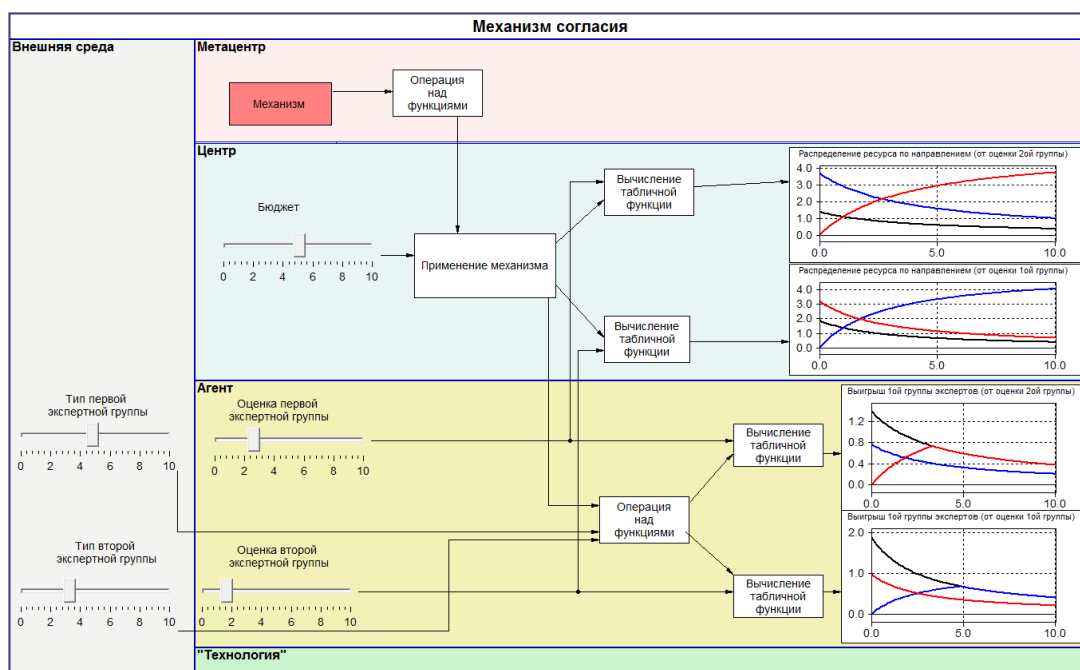 Механизм согласия
Внешняя среда
Метацентр
Механизм
Операция
над
функциями
Центр
Бюджет
0 2 4 6 8 10
Применение механизма
Вычисление
табличной
функции
Вычисление
табличной
функции
Распределение ресурса по направлению (от оценки 2ой группы)
4.0
3.0
2.0
1.0
0.0
0.0 5.0 10.0
Распределение ресурса по направлению (от оценки 1ой группы)
4.0
3.0
2.0
1.0
0.0
0.0 5.0 10.0
Тип первой
экспертной группы
0 2 4 6 8 10
Тип второй
экспертной группы
0 2 4 6 8 10
Агент
Оценка первой
экспертной группы
0 2 4 6 8 10
Оценка второй
экспертной группы
0 2 4 6 8 10
Операция
над
функциями
Вычисление
табличной
функции
Вычисление
табличной
функции
Выигрыш 1ой группы экспертов (от оценки 2ой группы)
1.2
0.8
0.4
0.0
0.0 5.0 10.0
Выигрыш 1ой группы экспертов (от оценки 1ой группы)
2.0
1.0
0.0
0.0 5.0 10.0
"Технология"